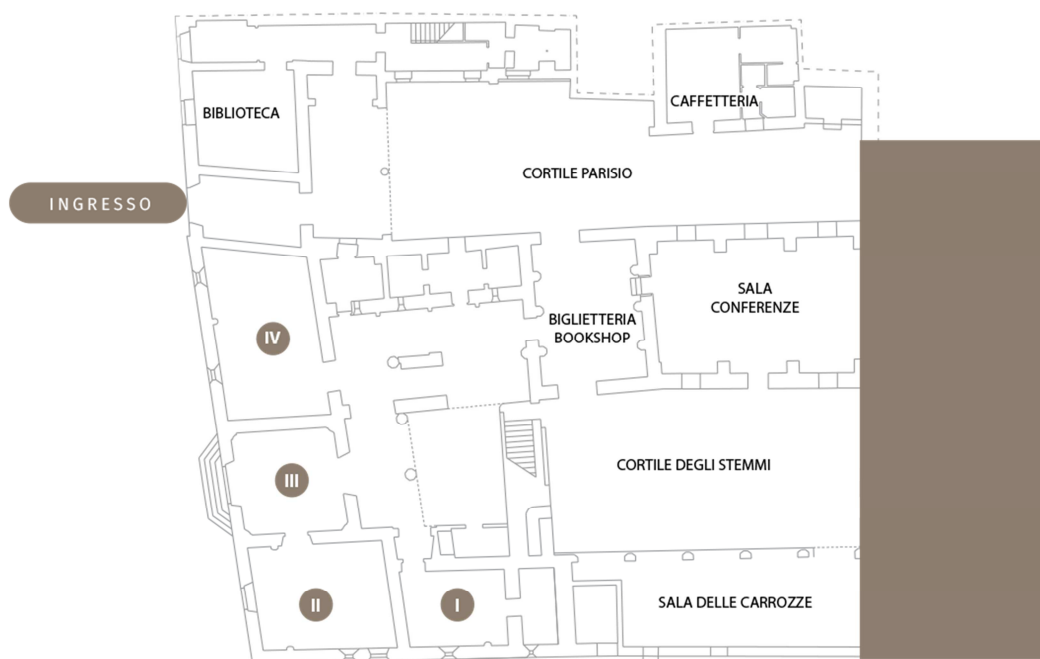 CAFFETTERIA
BIBLIOTECA
CORTILE PARISIO
INGRESSO
SALA
CONFERENZE
BIGLIETTERIA
BOOKSHOP
IV
CORTILE DEGLI STEMMI
III
II
I
SALA DELLE CARROZZE